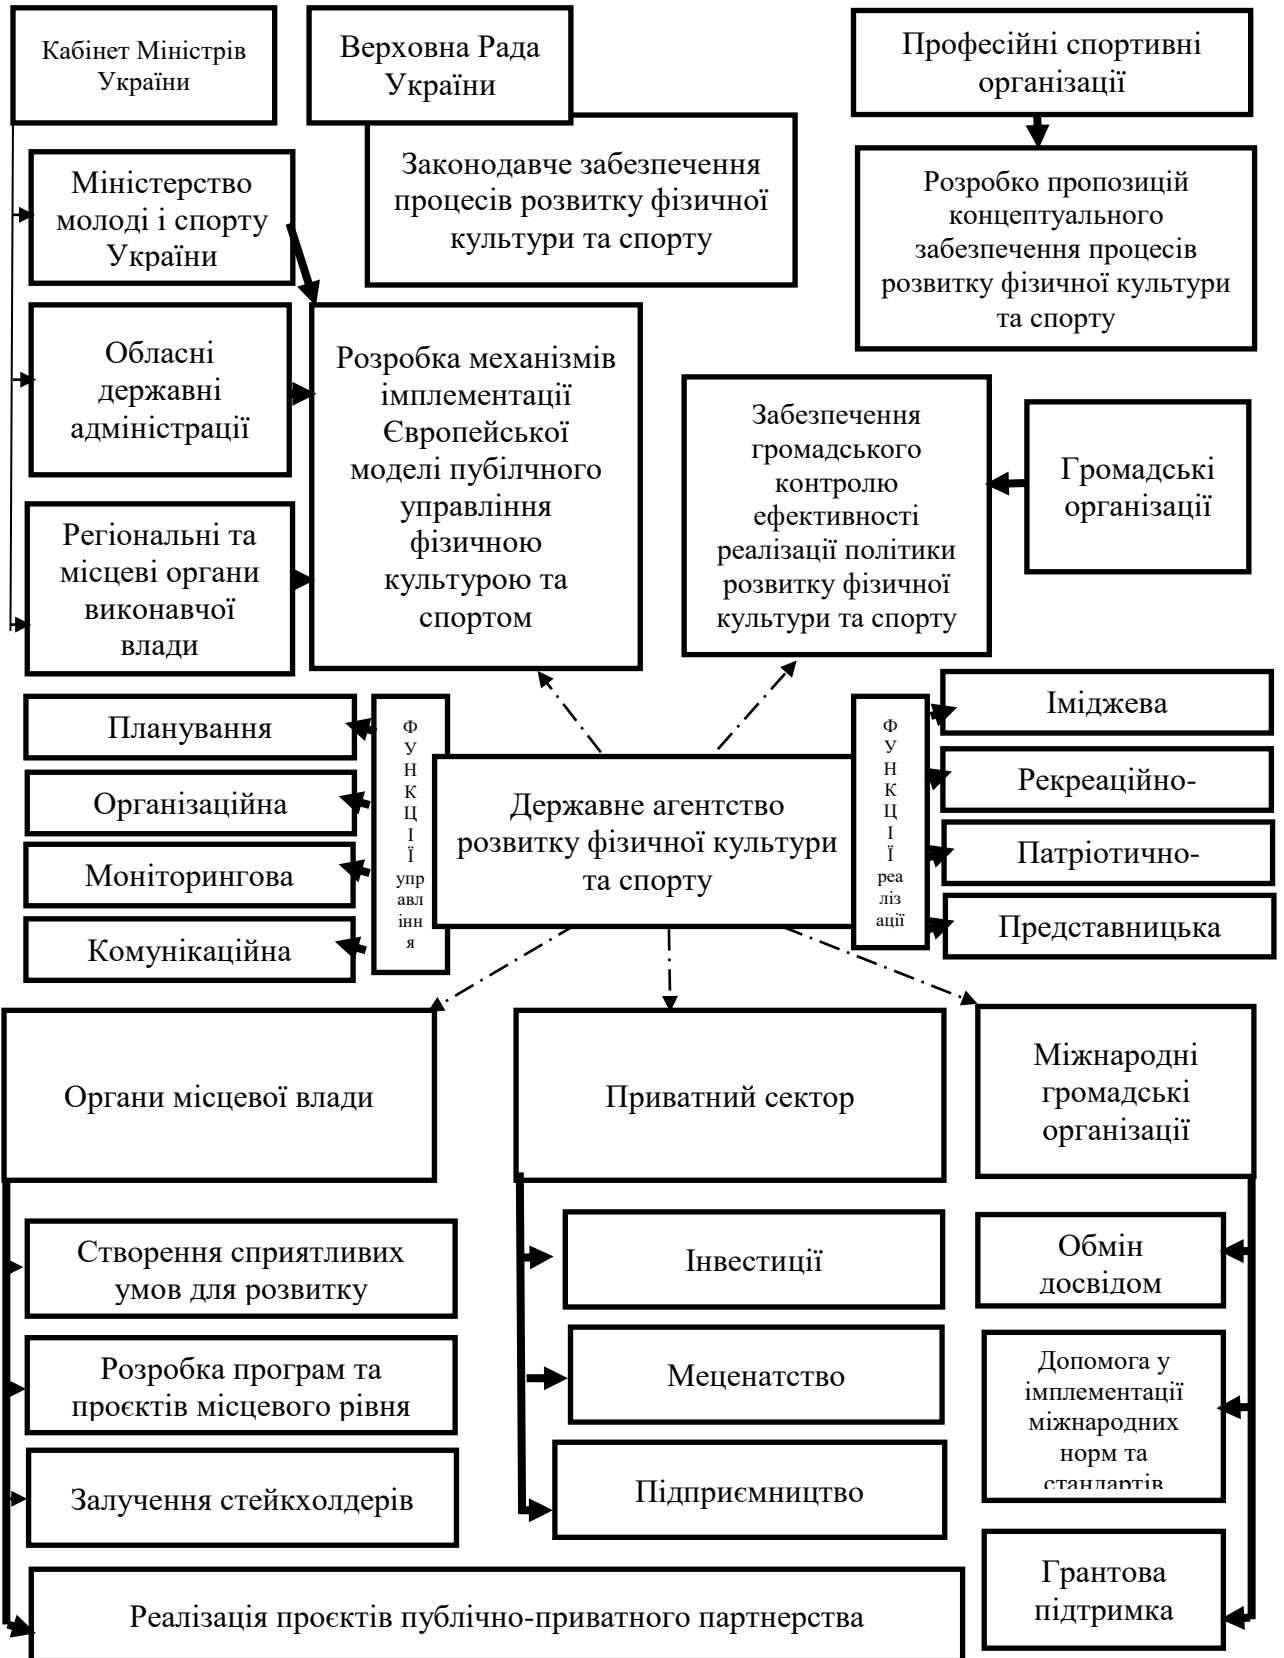 Кабінет Міністрів
України
Верховна Рада
України
Професійні спортивні
організації
Законодавче забезпечення
процесів розвитку фізичної
культури та спорту
Розробко пропозицій
концептуального
забезпечення процесів
розвитку фізичної культури
та спорту
Міністерство
молоді і спорту
України
Обласні
державні
адміністрації
Регіональні та
місцеві органи
виконавчої
влади
Розробка механізмів
імплементації
Європейської
моделі пубілчного
управління
фізичною
культурою та
спортом
Забезпечення
громадського
контролю
ефективності
реалізації політики
розвитку фізичної
культури та спорту
Громадські
організації
Планування
Організаційна
Моніторингова
Комунікаційна
Ф
У
Н
К
Ц
І
Ї
упр
авл
інн
я
Державне агентство
розвитку фізичної культури
та спорту
Ф
У
Н
К
Ц
І
Ї
реа
ліз
ації
Іміджева
Рекреаційно-
Патріотично-
Представницька
Органи місцевої влади
Приватний сектор
Міжнародні
громадські
організації
Створення сприятливих
умов для розвитку
Розробка програм та
проєктів місцевого рівня
Залучення стейкхолдерів
Реалізація проєктів публічно-приватного партнерства
Інвестиції
Меценатство
Підприємництво
Обмін
досвідом
Допомога у
імплементації
міжнародних
норм та
стандартів
Грантова
підтримка